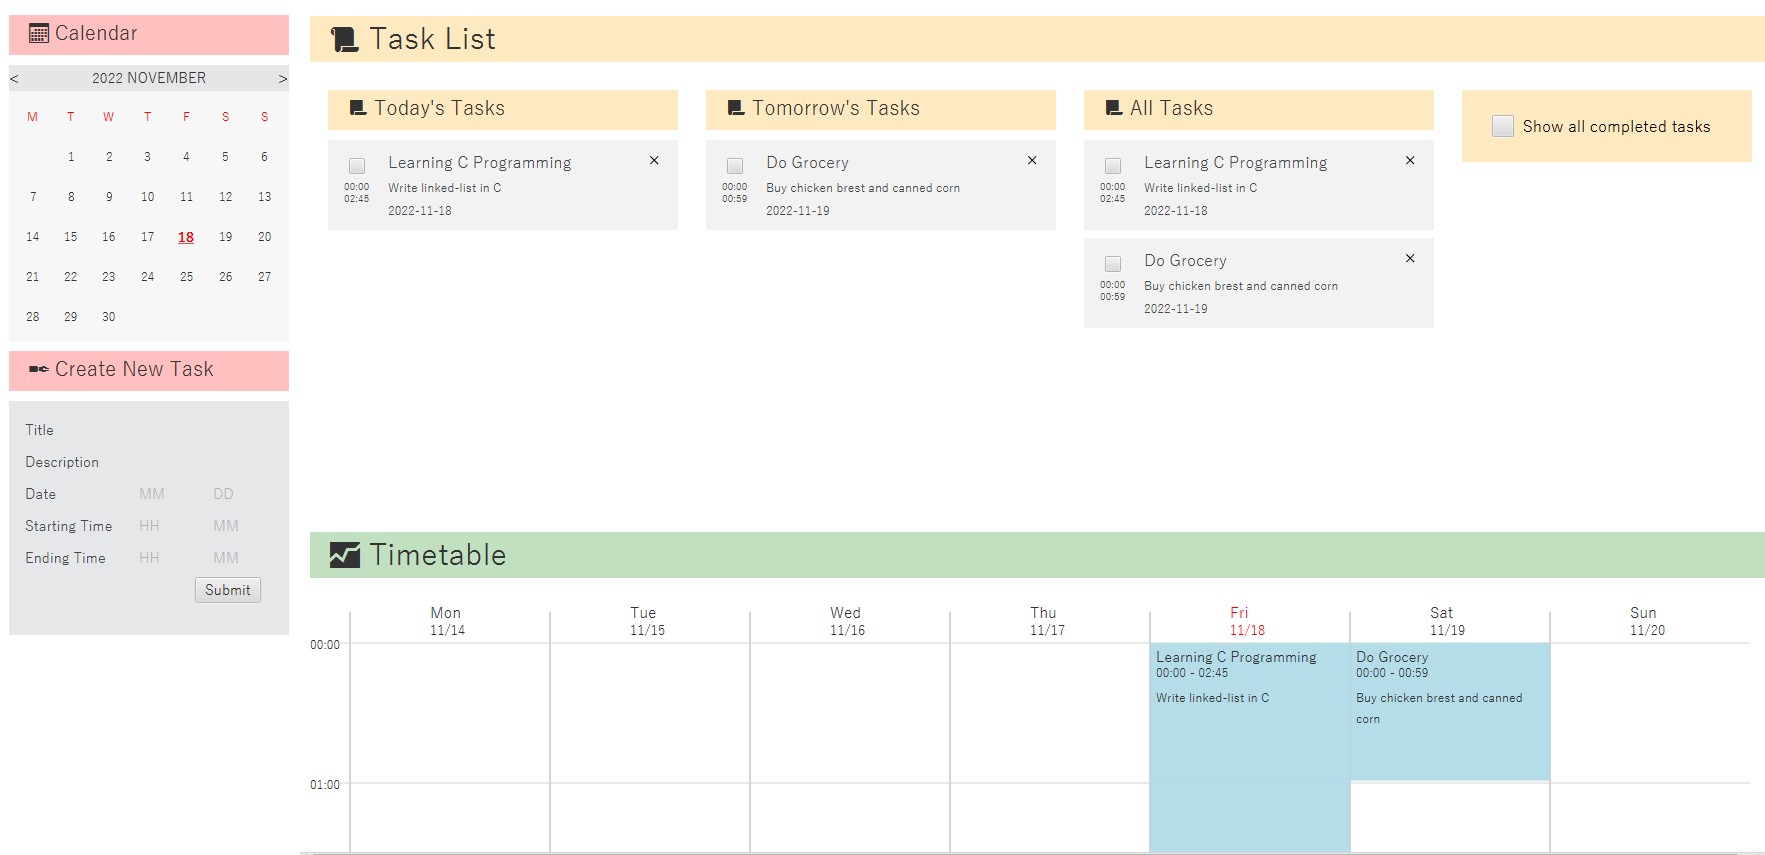 Calendar
< 2022 NOVEMBER >
M T W T F S S
1 2 3 4 5 6
7 8 9 10 11 12 13
14 15 16 17 18 19 20
21 22 23 24 25 26 27
28 29 30
Create New Task
Title
Description
Date MM DD
Starting Time HH MM
Ending Time HH MM
Submit
Task List
Today's Tasks
Learning C Programming ×
00:00
02:45
Write linked-list in C
2022-11-18
Tomorrow's Tasks
Do Grocery ×
00:00
00:59
Buy chicken brest and canned corn
2022-11-19
All Tasks
Learning C Programming ×
00:00
02:45
Write linked-list in C
2022-11-18
Do Grocery ×
00:00
00:59
Buy chicken brest and canned corn
2022-11-19
Show all completed tasks
Timetable
Mon Tue Wed Thu Fri Sat Sun
11/14 11/15 11/16 11/17 11/18 11/19 11/20
00:00
Learning C Programming
00:00 - 02:45
Write linked-list in C
Do Grocery
00:00 - 00:59
Buy chicken brest and canned
corn
01:00